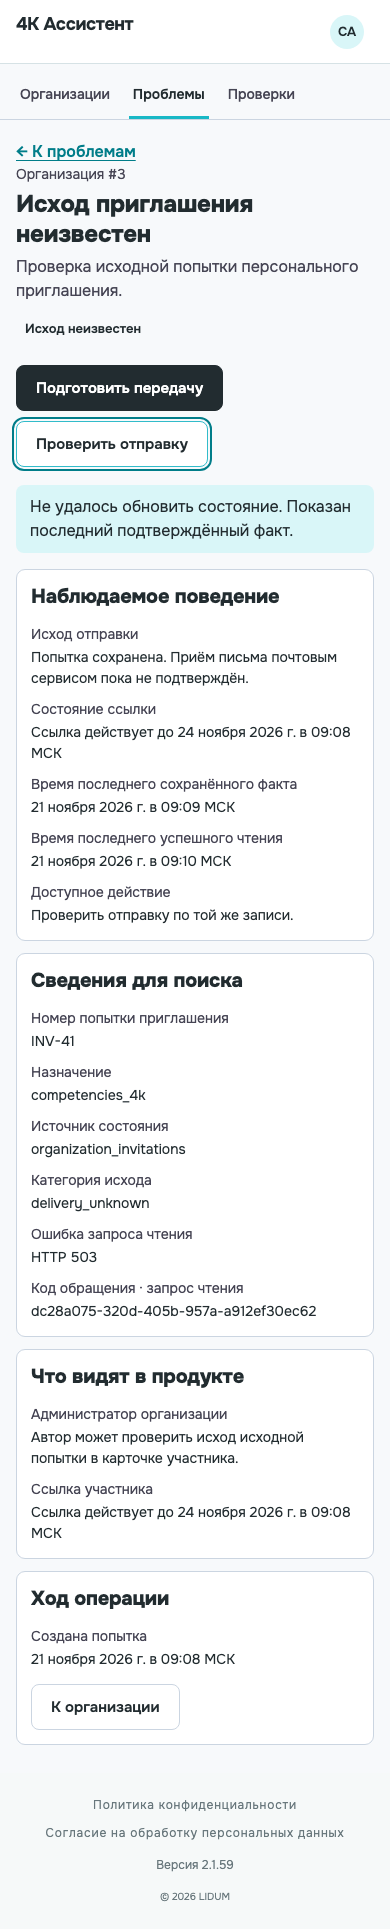 4K Ассистент
СА
Организации
Проблемы
Проверки
← К проблемам
Организация #3
Исход приглашения
неизвестен
Проверка исходной попытки персонального
приглашения.
Исход неизвестен
Подготовить передачу
Проверить отправку
Не удалось обновить состояние. Показан
последний подтверждённый факт.
Наблюдаемое поведение
Исход отправки
Попытка сохранена. Приём письма почтовым
сервисом пока не подтверждён.
Состояние ссылки
Ссылка действует до 24 ноября 2026 г. в 09:08
МСК
Время последнего сохранённого факта
21 ноября 2026 г. в 09:09 МСК
Время последнего успешного чтения
21 ноября 2026 г. в 09:10 МСК
Доступное действие
Проверить отправку по той же записи.
Сведения для поиска
Номер попытки приглашения
INV-41
Назначение
competencies_4k
Источник состояния
organization_invitations
Категория исхода
delivery_unknown
Ошибка запроса чтения
HTTP 503
Код обращения · запрос чтения
dc28a075-320d-405b-957a-a912ef30ec62
Что видят в продукте
Администратор организации
Автор может проверить исход исходной
попытки в карточке участника.
Ссылка участника
Ссылка действует до 24 ноября 2026 г. в 09:08
МСК
Ход операции
Создана попытка
21 ноября 2026 г. в 09:08 МСК
К организации
Политика конфиденциальности
Согласие на обработку персональных данных
Версия 2.1.59
© 2026 LIDUM